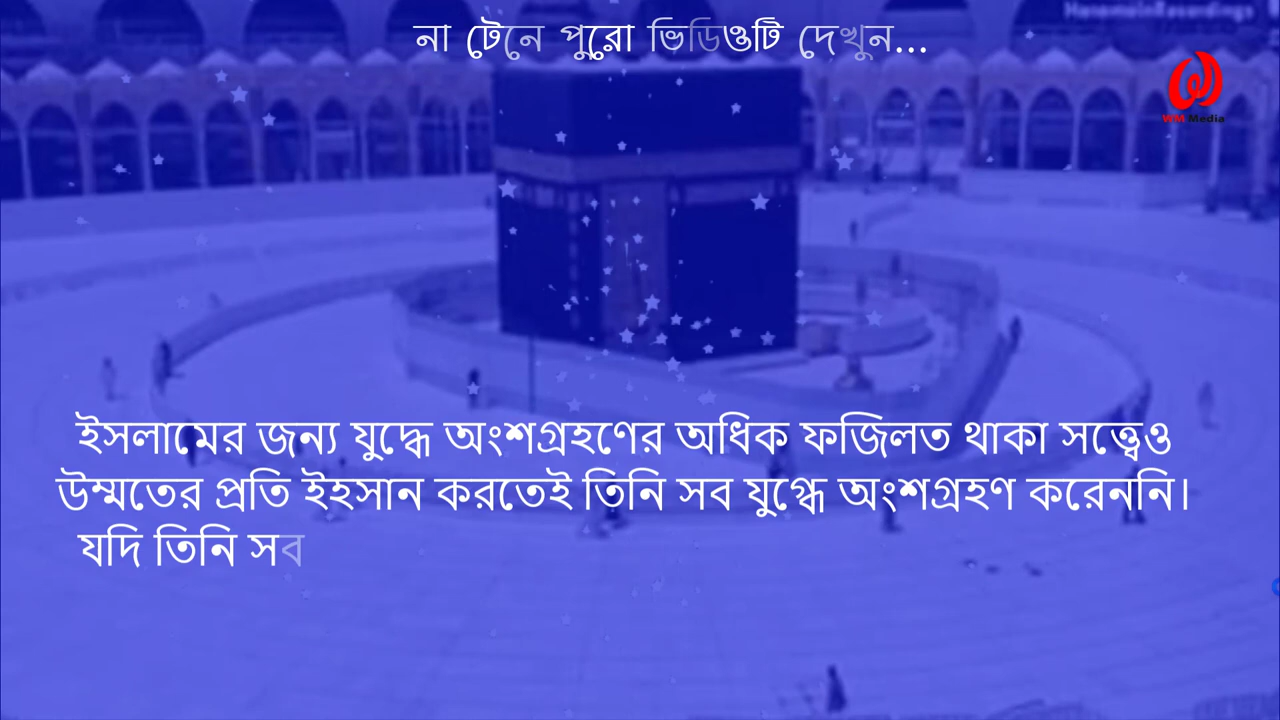 না টেনে পুরো ভিডিওটি দেখুন...
HaramainRecordings
WM Media
ইসলামের জন্য যুদ্ধে অংশগ্রহণের অধিক ফজিলত থাকা সত্ত্বেও
উম্মতের প্রতি ইহসান করতেই তিনি সব যুগ্ধে অংশগ্রহণ করেননি।
যদি তিনি সব